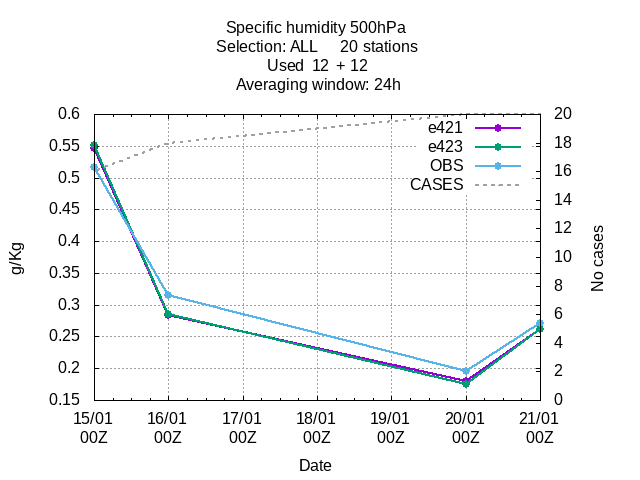 Specific humidity 500hPa
Selection: ALL 20 stations
Used 12 + 12
Averaging window: 24h
0.6
0.55
0.5
0.45
0.4
0.35
0.3
0.25
0.2
0.15
g/Kg
e421
e423
OBS
CASES
20
18
16
14
12
10
8
6
4
2
0
No cases
15/01 16/01 17/01 18/01 19/01 20/01 21/01
00Z 00Z 00Z 00Z 00Z 00Z 00Z
Date